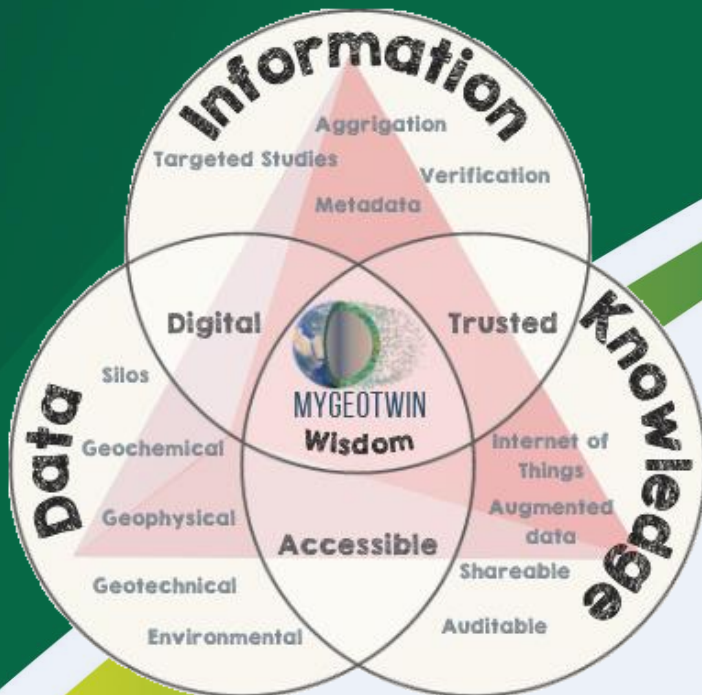 Information
Aggrigation
Targeted Studies
Verification
Metadata
Digital
Trusted
Knowledge
Data
Silos
MYGEOTWIN
Wisdom
Geochemical
Internet of
Things
Geophysical
Augmented
data
Accessible
Shareable
Geotechnical
Auditable
Environmental